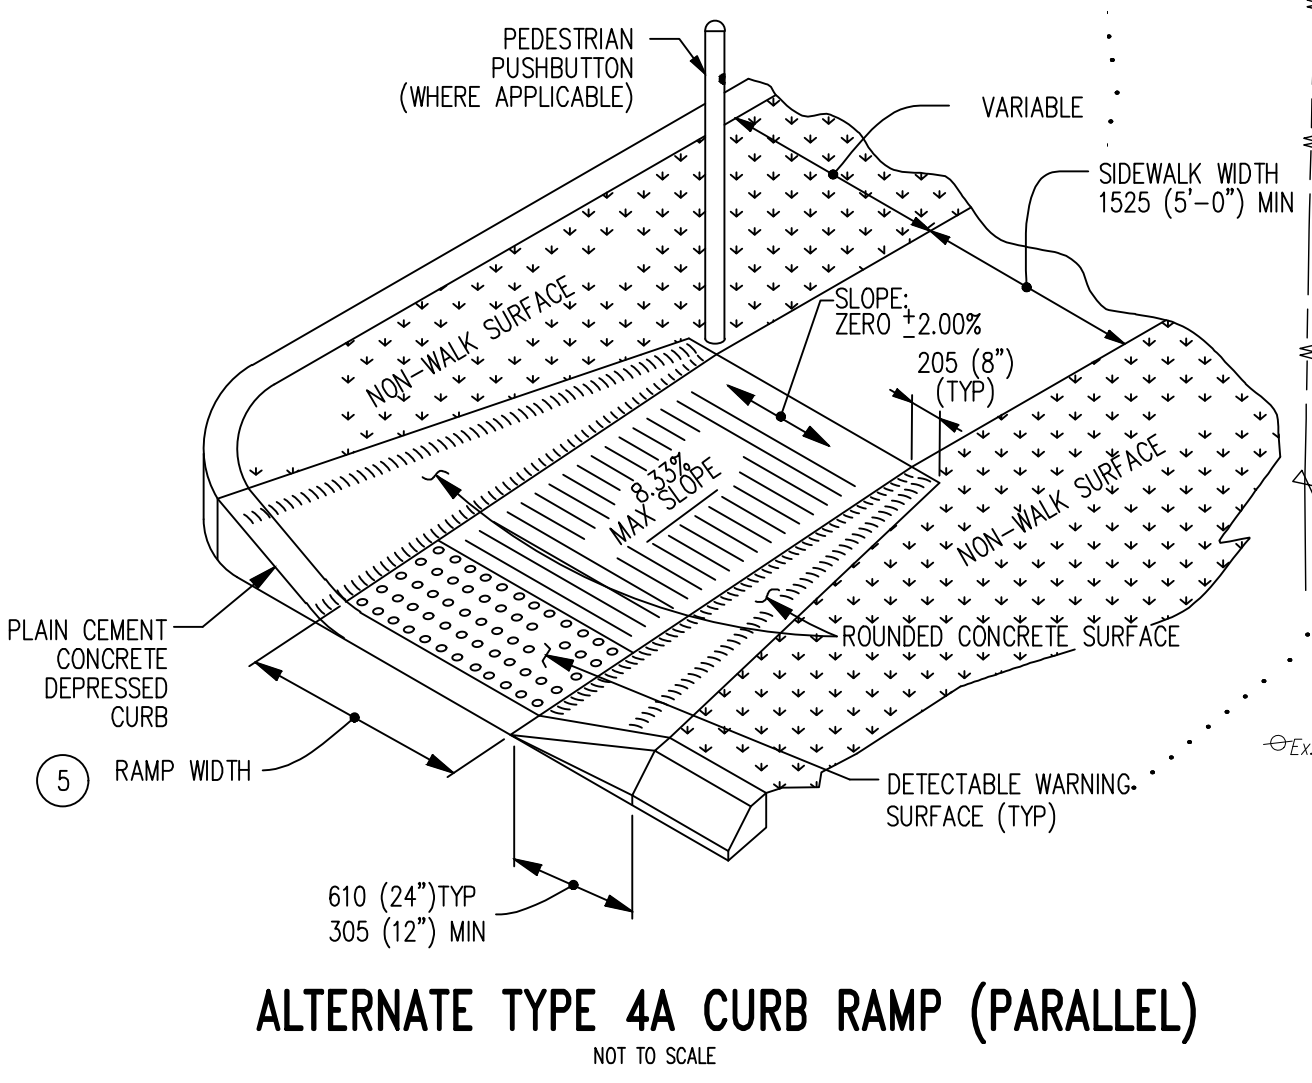 PEDESTRIAN
PUSHBUTTON
(WHERE APPLICABLE)
VARIABLE
SIDEWALK WIDTH
1525 (5'-0") MIN
SLOPE:
ZERO ±2.00%
205 (8")
(TYP)
NON-WALK SURFACE
8.33%
MAX SLOPE
NON-WALK SURFACE
PLAIN CEMENT
CONCRETE
DEPRESSED
CURB
ROUNDED CONCRETE SURFACE
5
RAMP WIDTH
Ex.
DETECTABLE WARNING
SURFACE (TYP)
610 (24")TYP
305 (12") MIN
ALTERNATE TYPE 4A CURB RAMP (PARALLEL)
NOT TO SCALE